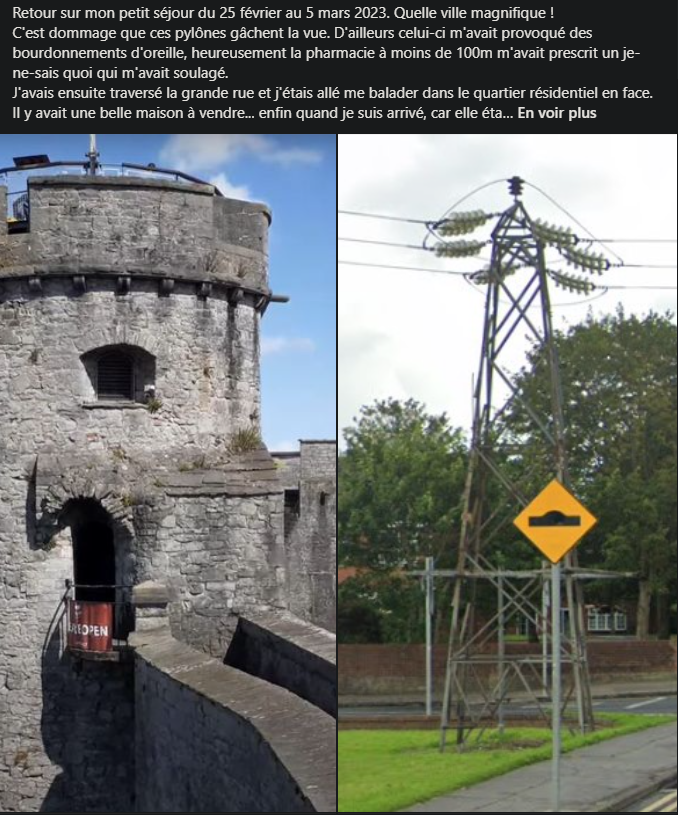 Retour sur mon petit séjour du 25 février au 5 mars 2023. Quelle ville magnifique !
C'est dommage que ces pylônes gâchent la vue. D'ailleurs celui-ci m'avait provoqué des
bourdonnements d'oreille, heureusement la pharmacie à moins de 100m m'avait prescrit un je-
ne-sais quoi qui m'avait soulagé.
J'avais ensuite traversé la grande rue et j'étais allé me balader dans le quartier résidentiel en face.
Il y avait une belle maison à vendre... enfin quand je suis arrivé, car elle éta... En voir plus
OPEN